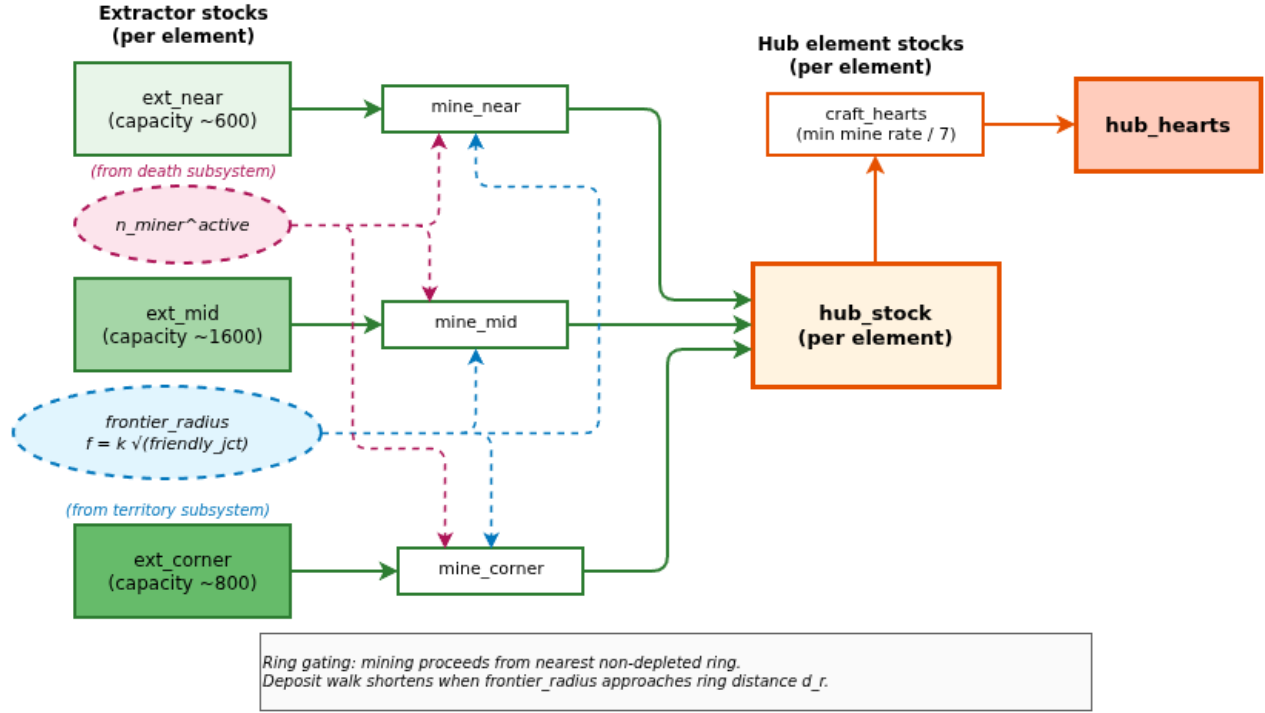 Extractor stocks
(per element)
ext_near
(capacity ~600)
mine_near
Hub element stocks
(per element)
craft_hearts
(min mine rate / 7)
hub_hearts
(from death subsystem)
n_miner^active
ext_mid
(capacity ~1600)
mine_mid
hub_stock
(per element)
frontier_radius
f = k √(friendly_jct)
(from territory subsystem)
ext_corner
(capacity ~800)
mine_corner
Ring gating: mining proceeds from nearest non-depleted ring.
Deposit walk shortens when frontier_radius approaches ring distance d_r.